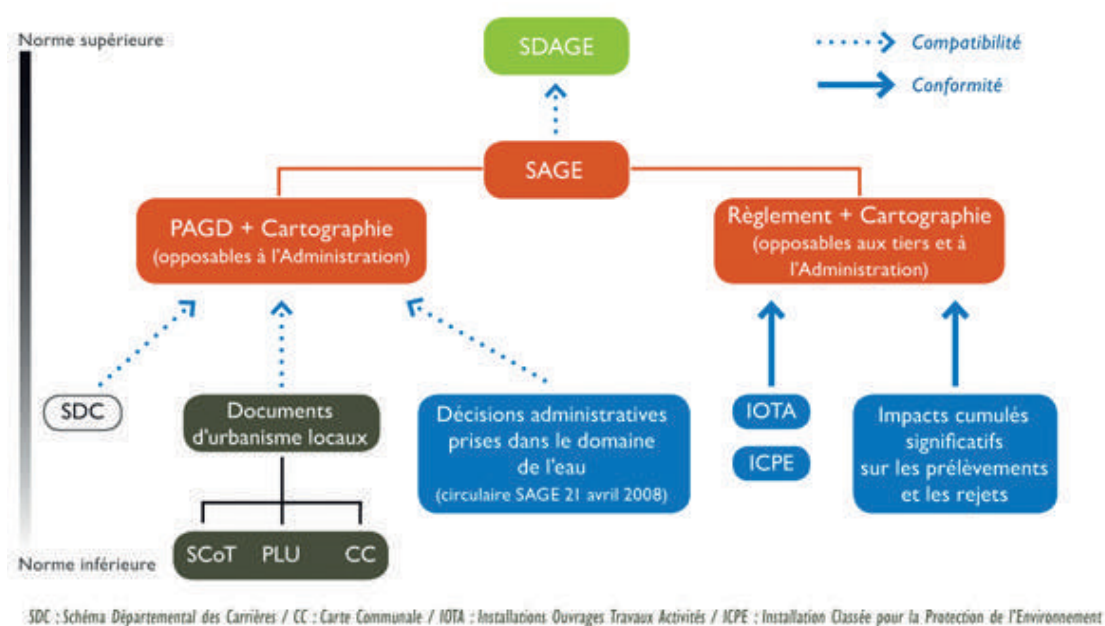 Norme supérieure
SDAGE
Compatibilité
Conformité
SAGE
PAGD + Cartographie
(opposables à l'Administration)
Règlement + Cartographie
(opposables aux tiers et à
l'Administration)
SDC
Documents
d'urbanisme locaux
Décisions administratives
prises dans le domaine
de l'eau
(circulaire SAGE 21 avril 2008)
IOTA
ICPE
Impacts cumulés
significatifs
sur les prélèvements
et les rejets
SCoT PLU CC
Norme inférieure
SDC : Schéma Départemental des Carrières / CC : Carte Communale / IOTA : Installations Ouvrages Travaux Activités / ICPE : Installation Classée pour la Protection de l'Environnement